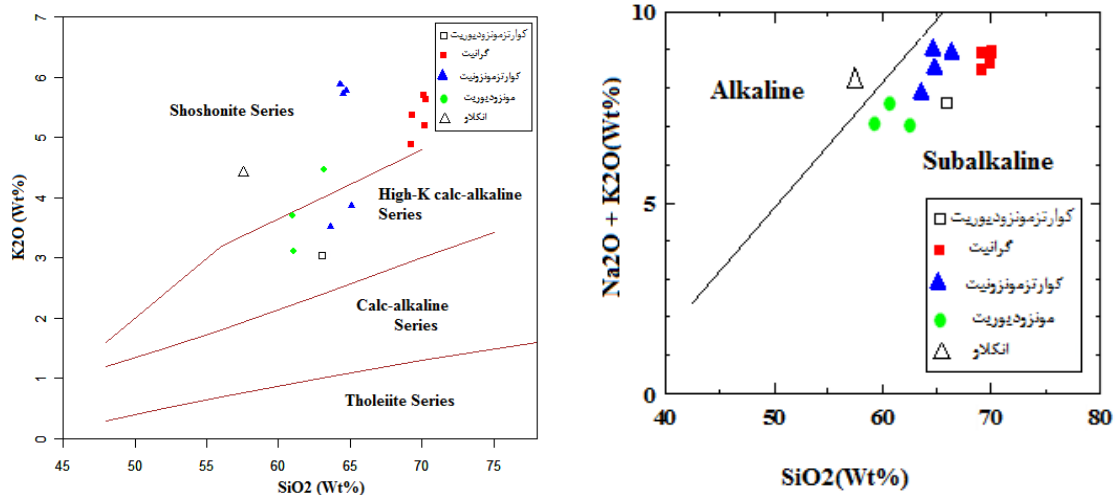 7
6
5
4
3
2
1
0
K2O (Wt%)
45
50
55
60
65
70
75
SiO2 (Wt%)
Shoshonite Series
High-K calc-alkaline
Series
Calc-alkaline
Series
Tholeiite Series
کوارتزمونزودیوریت
گرانیت
کوارتزمونزونیت
مونزودیوریت
انکلاو
10
5
0
Na2O + K2O(Wt%)
40
50
60
70
80
SiO2(Wt%)
Alkaline
Subalkaline
کوارتزمونزودیوریت
گرانیت
کوارتزمونزونیت
مونزودیوریت
انکلاو